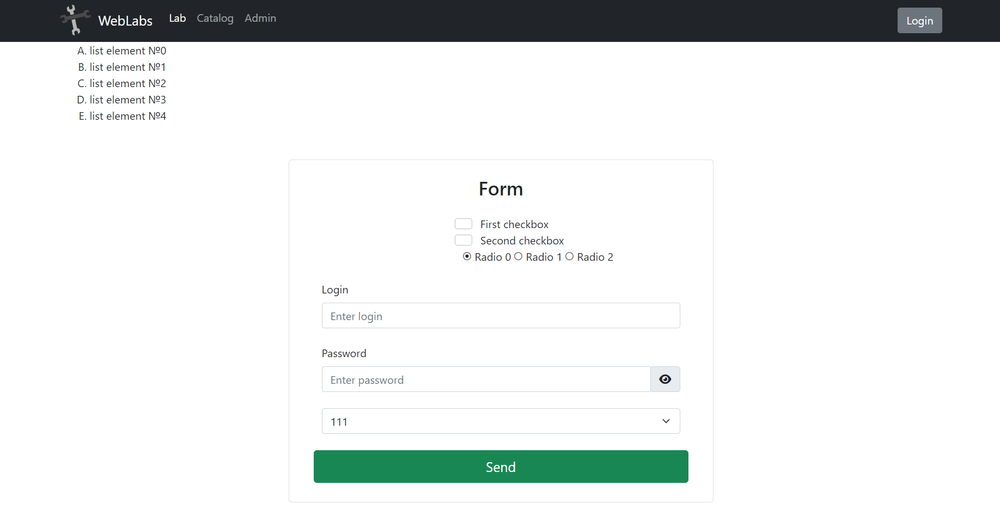 WebLabs Lab Catalog Admin Login
A. list element №0
B. list element №1
C. list element №2
D. list element №3
E. list element №4
Form
First checkbox
Second checkbox
Radio 0 Radio 1 Radio 2
Login
Enter login
Password
Enter password
111
Send